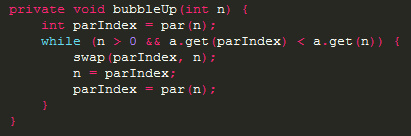 private void bubbleUp(int n) {
    int parIndex = par(n);
    while (n > 0 && a.get(parIndex) < a.get(n)) {
        swap(parIndex, n);
        n = parIndex;
        parIndex = par(n);
    }
}